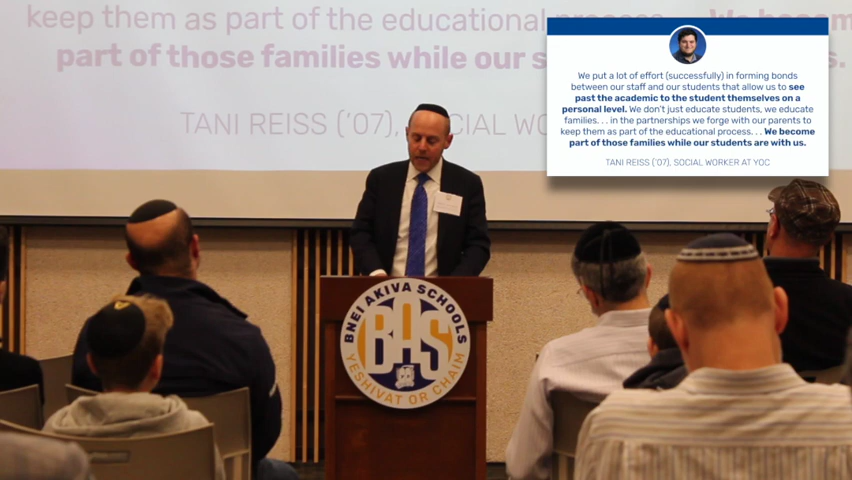 keep them as part of the educational process. . . We become
part of those families while our s
s.
TANI REISS ('07), SOCIAL WO
We put a lot of effort (successfully) in forming bonds
between our staff and our students that allow us to see
past the academic to the student themselves on a
personal level. We don't just educate students, we educate
families. . . in the partnerships we forge with our parents to
keep them as part of the educational process. . . We become
part of those families while our students are with us.
TANI REISS ('07), SOCIAL WORKER AT YOC
BNEI AKIVA SCHOOLS
BAS
YESHIVAT OR CHAIM